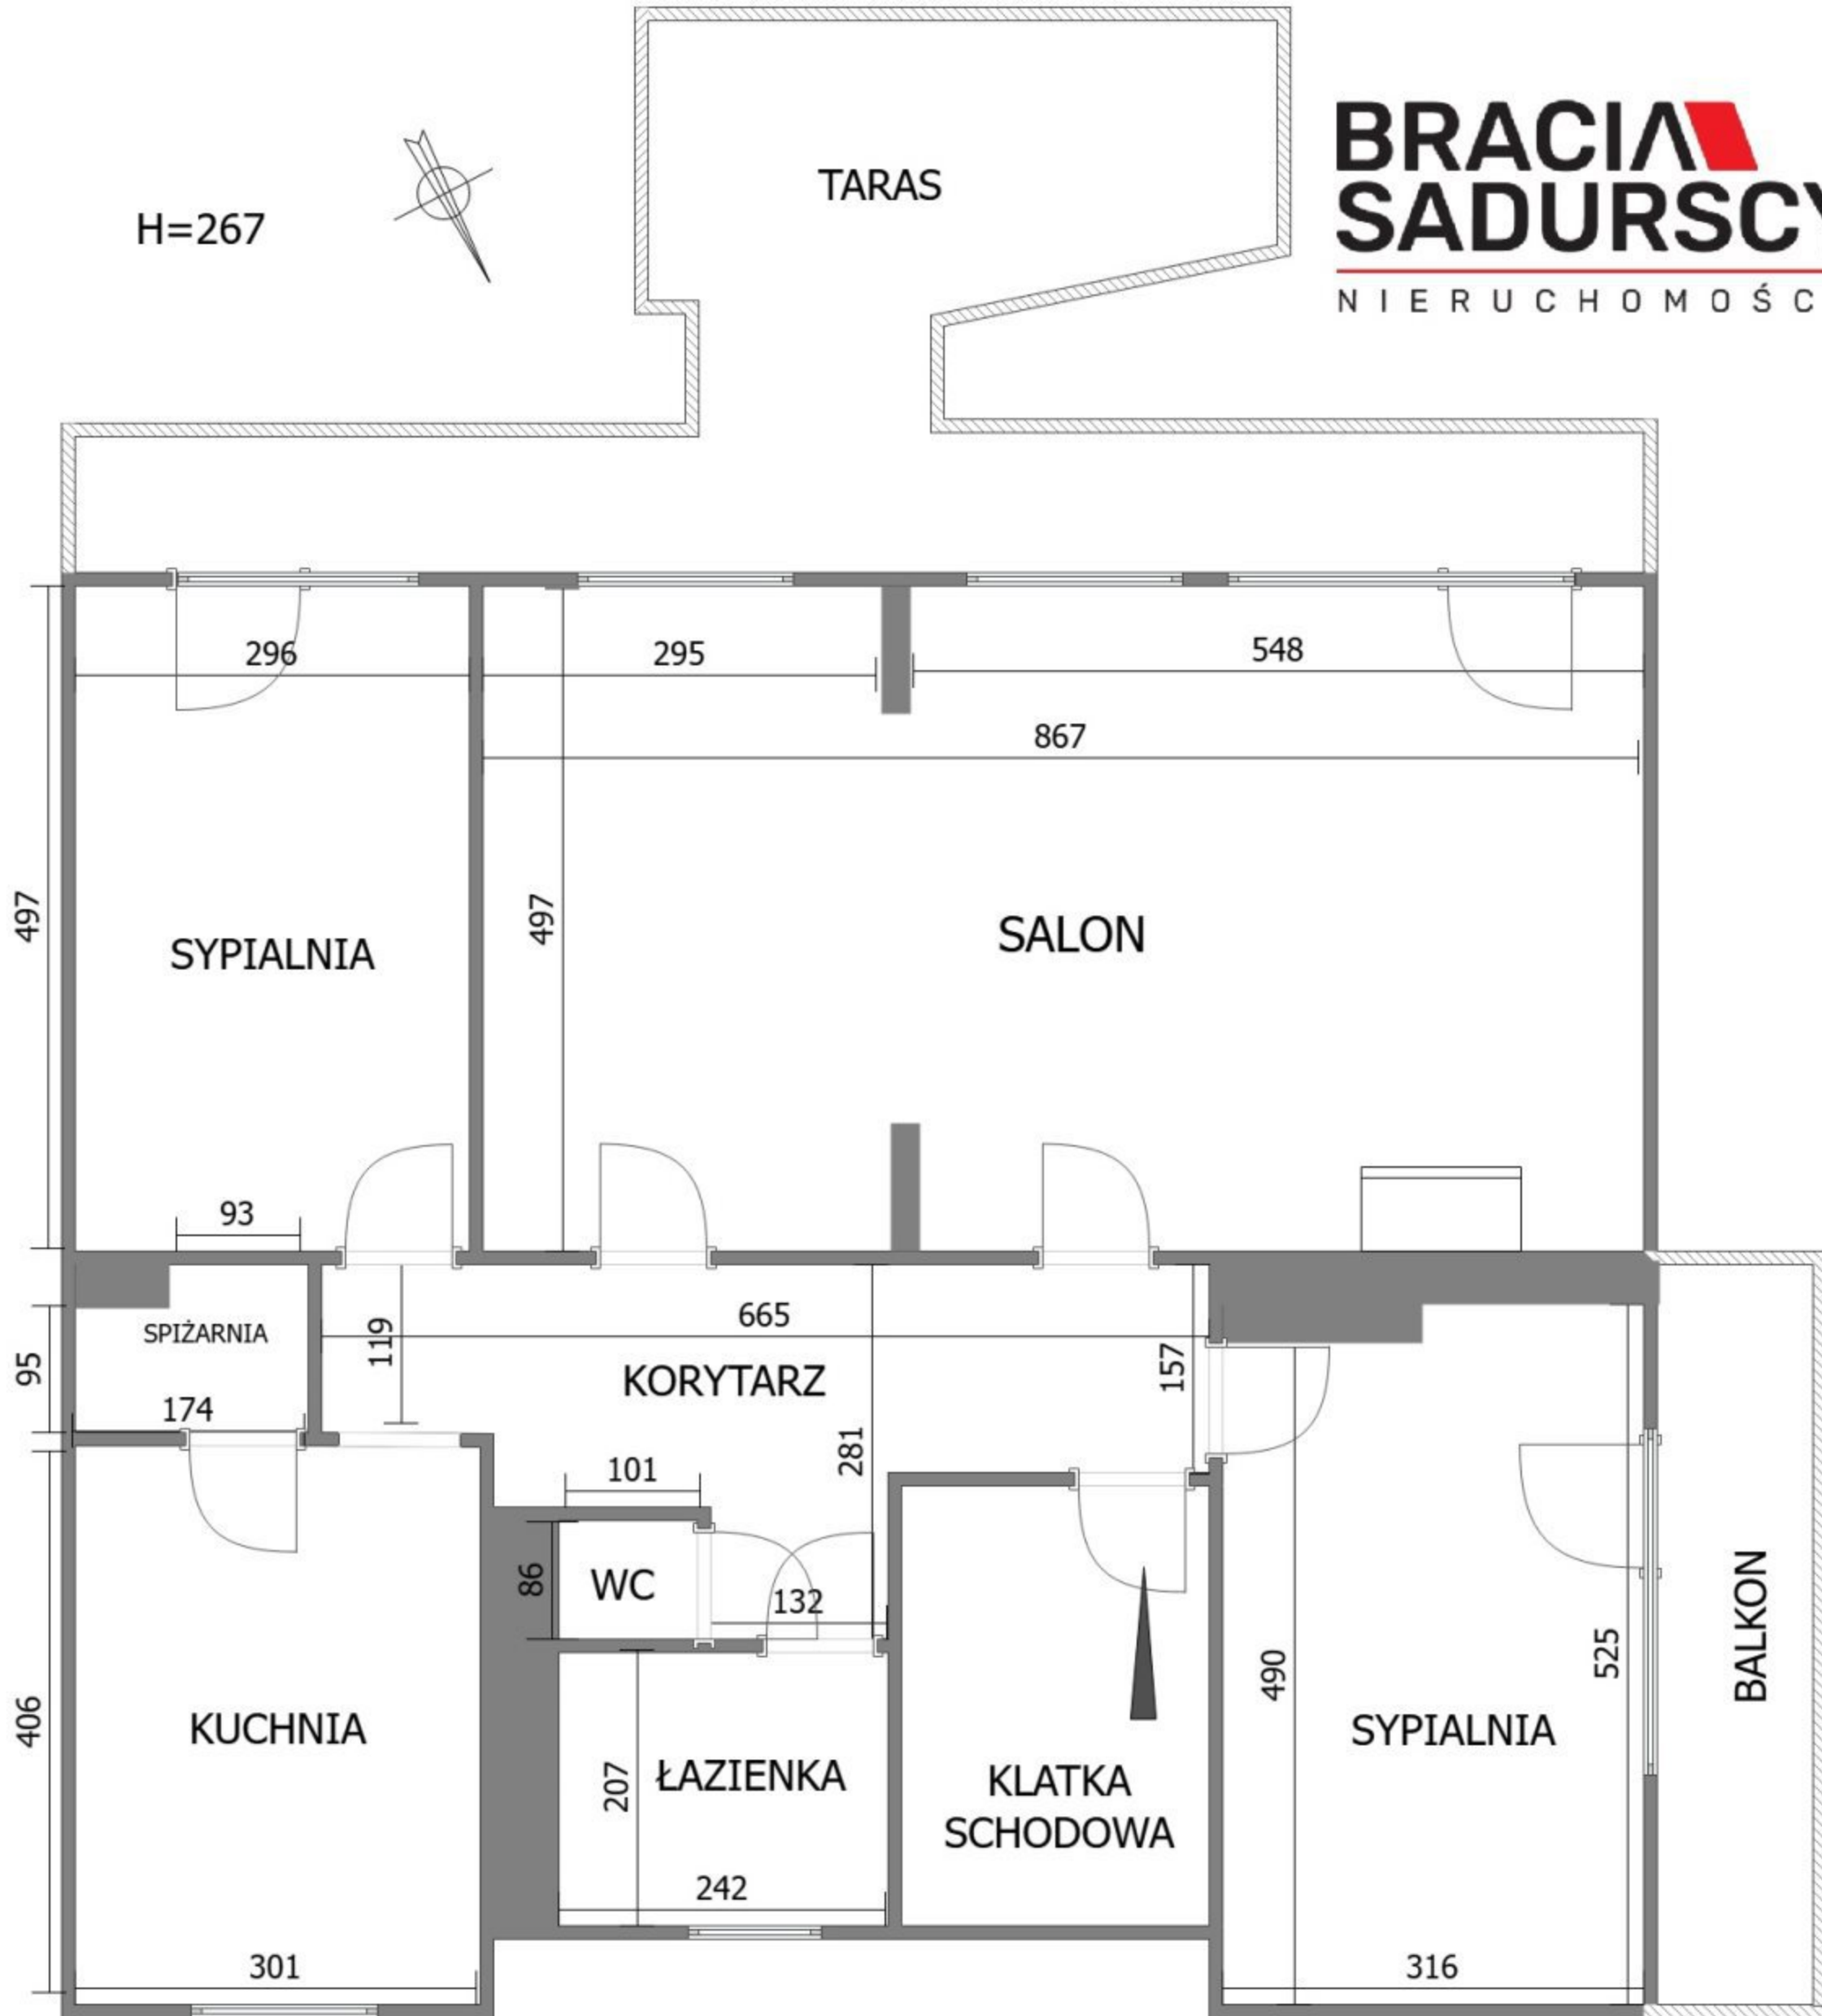 TARAS
BRACIA
SADURSCY
NIERUCHOMOŚC
H=267
296
295
548
867
497
497
SYPIALNIA
SALON
93
SPIŻARNIA
119
665
95
174
KORYTARZ
157
281
101
86
WC
132
490
525
BALKON
406
KUCHNIA
207
ŁAZIENKA
KLATKA
SCHODOWA
SYPIALNIA
242
301
316